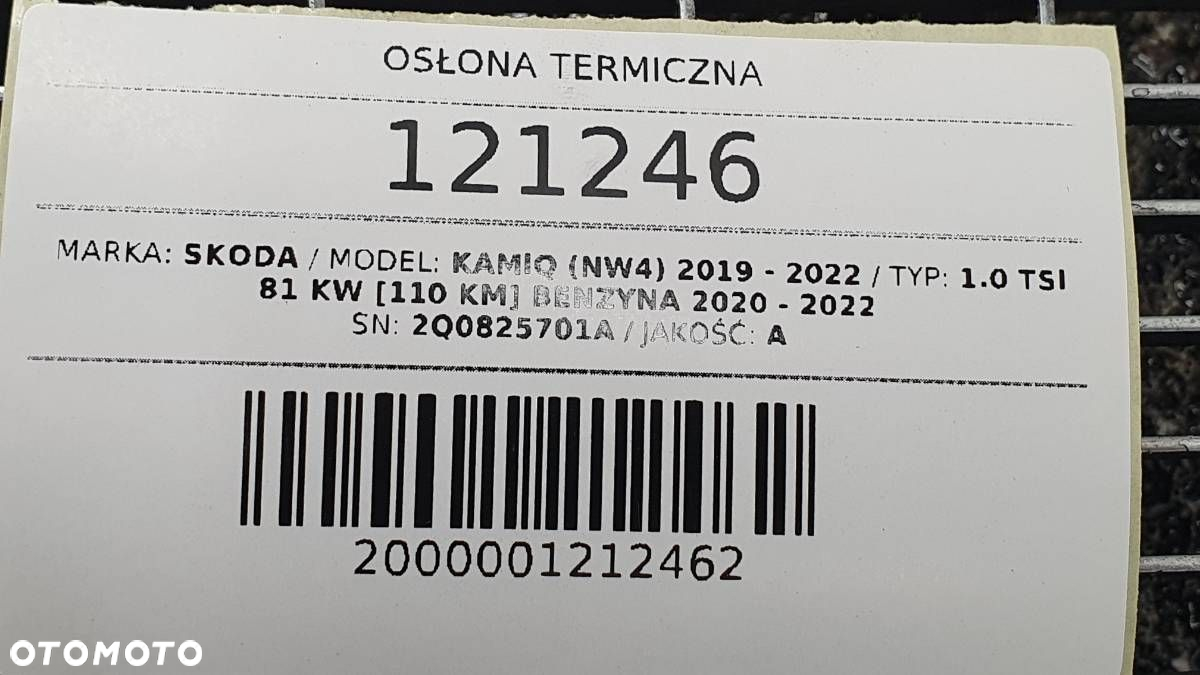 OSŁONA TERMICZNA
121246
MARKA: SKODA / MODEL: KAMIQ (NW4) 2019 - 2022 / TYP: 1.0 TSI
81 KW [110 KM] BENZYNA 2020 - 2022
SN: 2Q0825701A / JAKOŚĆ: A
2000001212462
OTOMOTO